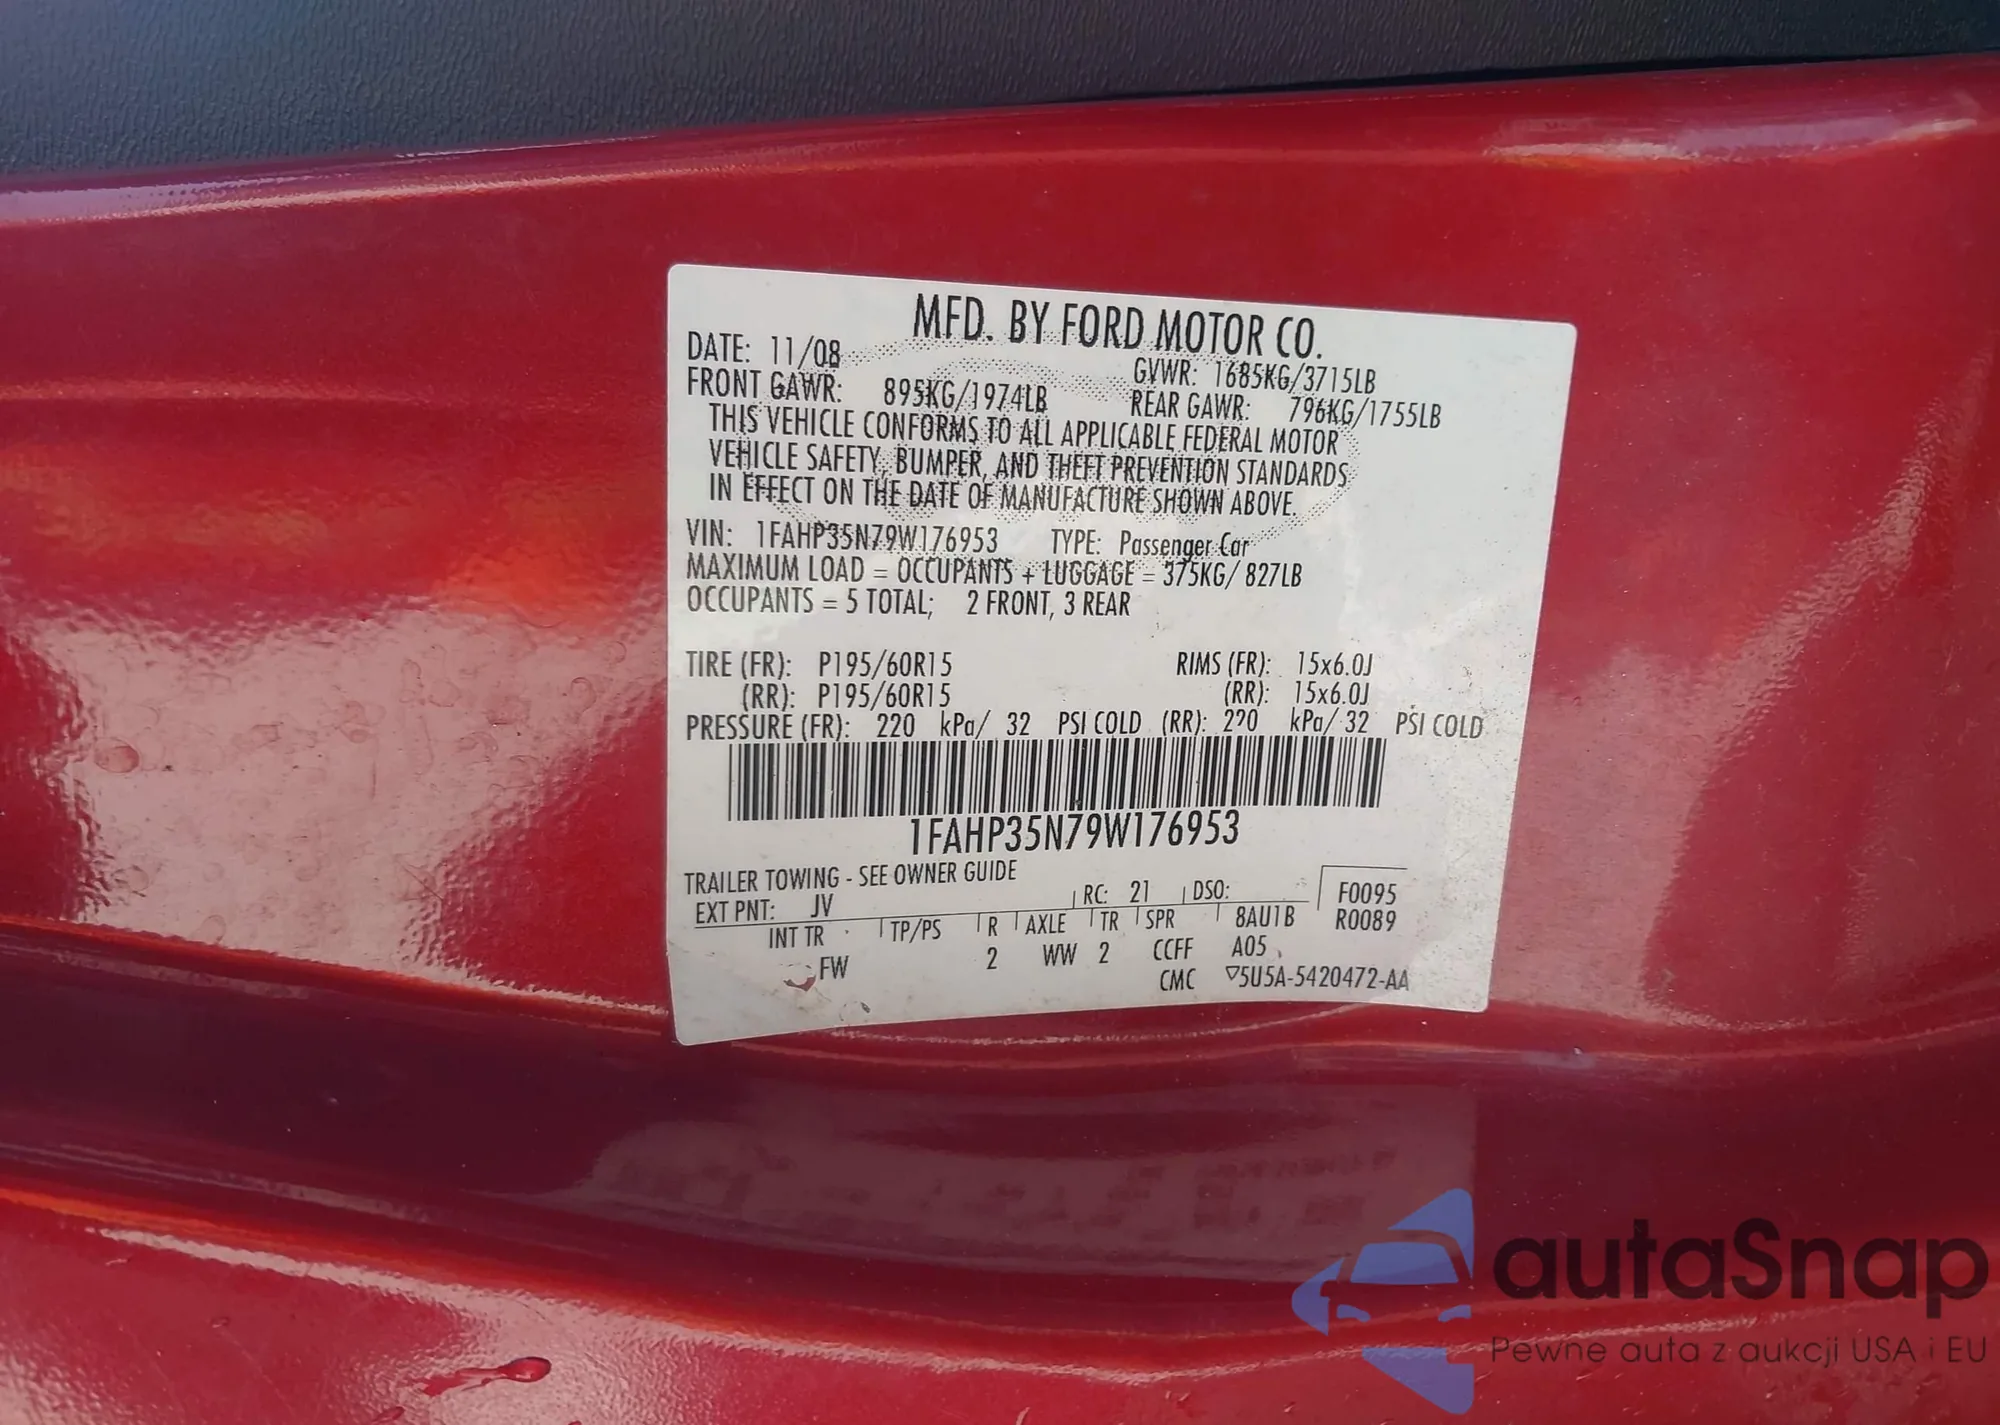 MFD. BY FORD MOTOR CO.
DATE: 11/08 GVWR: 1685KG/3715LB
FRONT GAWR: 895KG/1974LB REAR GAWR: 796KG/1755LB
THIS VEHICLE CONFORMS TO ALL APPLICABLE FEDERAL MOTOR
VEHICLE SAFETY, BUMPER, AND THEFT PREVENTION STANDARDS
IN EFFECT ON THE DATE OF MANUFACTURE SHOWN ABOVE.
VIN: 1FAHP35N79W176953 TYPE: Passenger Car
MAXIMUM LOAD = OCCUPANTS + LUGGAGE = 375KG/ 827LB
OCCUPANTS = 5 TOTAL; 2 FRONT, 3 REAR
TIRE (FR): P195/60R15 RIMS (FR): 15x6.0J
(RR): P195/60R15 (RR): 15x6.0J
PRESSURE (FR): 220 kPa/ 32 PSI COLD (RR): 220 kPa/ 32 PSI COLD
1FAHP35N79W176953
TRAILER TOWING - SEE OWNER GUIDE
EXT PNT: JV RC: 21 DSO: F0095
INT TR TP/PS R AXLE TR SPR 8AU1B R0089
FW 2 WW 2 CCFF A05
CMC ▽5U5A-5420472-AA
autaSnap
Pewne auta z aukcji USA i EU